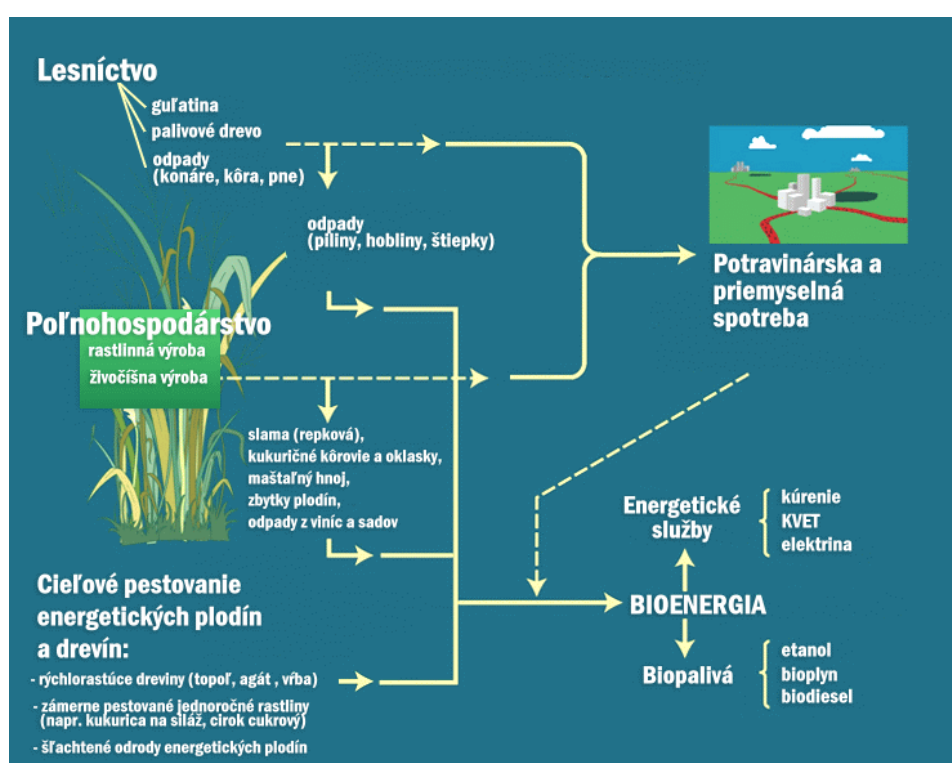 Lesníctvo
guľatina
palivové drevo
odpady
(konáre, kôra, pne)
odpady
(piliny, hobliny, štiepky)
Potravinárska a
priemyselná
spotreba
Poľnohospodárstvo
rastlinná výroba
živočíšna výroba
slama (repková),
kukuričné kôrovie a oklasky,
maštaľný hnoj,
zbytky plodín,
odpady z viníc a sadov
Energetické
služby
kúrenie
KVET
elektrina
Cieľové pestovanie
energetických plodín
a drevín:
BIOENERGIA
- rýchlorastúce dreviny (topoľ, agát , vŕba)
- zámerne pestované jednoročné rastliny
(napr. kukurica na siláž, cirok cukrový)
- šľachtené odrody energetických plodín
Biopalivá
etanol
bioplyn
biodiesel